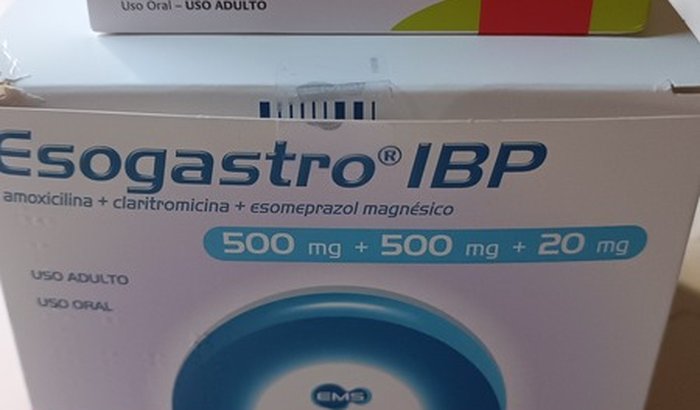 Uso Oral – USO ADULTO
Esogastro® IBP
amoxicilina + claritromicina + esomeprazol magnésico
500 mg + 500 mg + 20 mg
USO ADULTO
USO ORAL
EMS